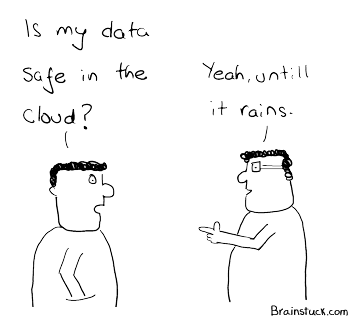 Is my data
safe in the
cloud?
Yeah, untill
it rains.
Brainstuck.com